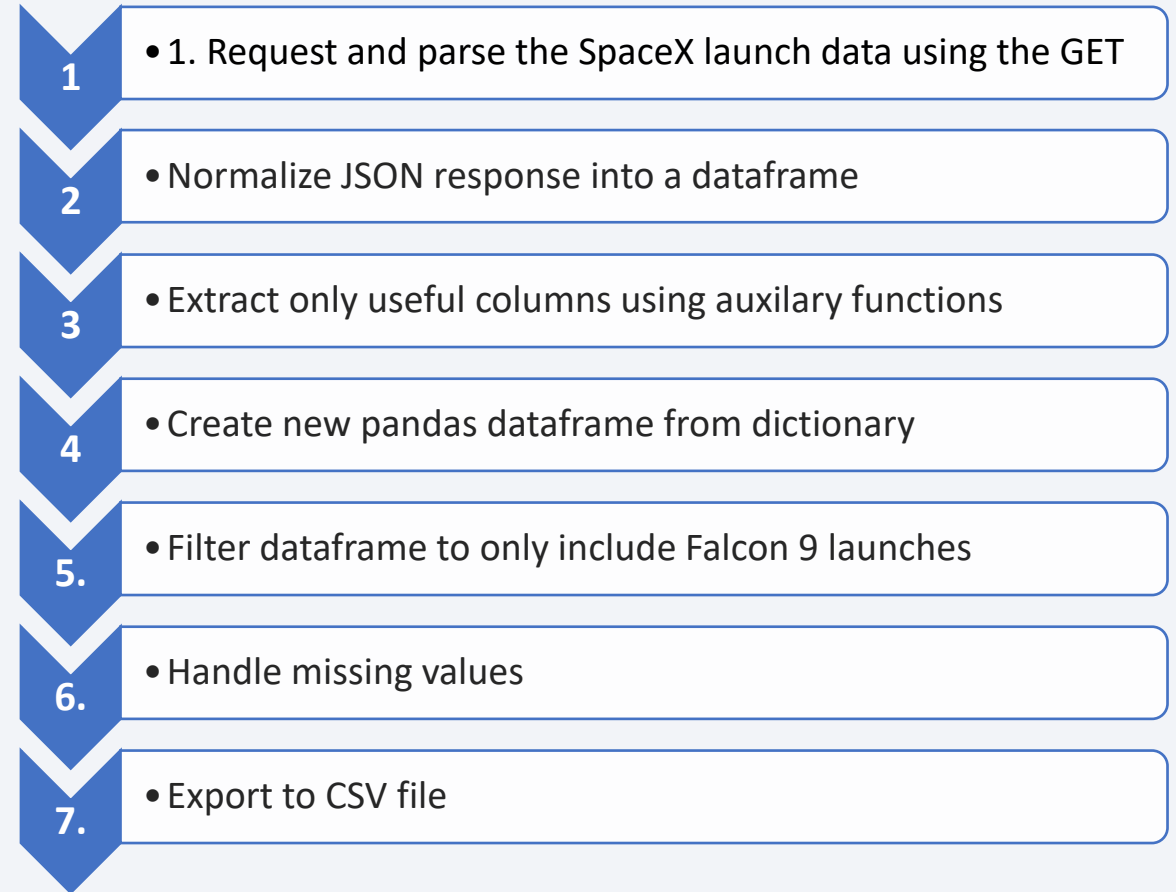 1
• 1. Request and parse the SpaceX launch data using the GET
2
• Normalize JSON response into a dataframe
3
• Extract only useful columns using auxilary functions
4
• Create new pandas dataframe from dictionary
5.
• Filter dataframe to only include Falcon 9 launches
6.
• Handle missing values
7.
• Export to CSV file